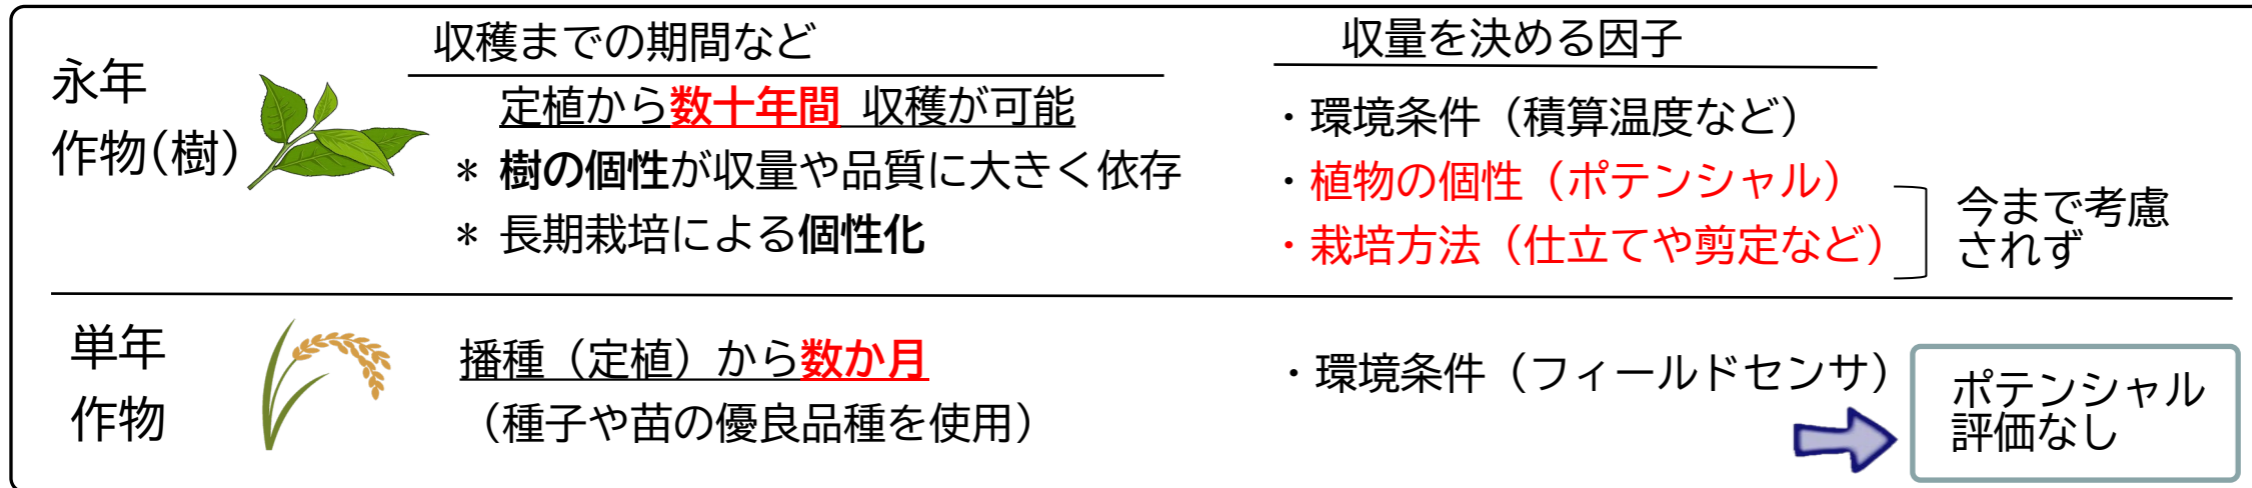 収穫までの期間など
収量を決める因子
永年
作物(樹)
定植から数十年間 収穫が可能
* 樹の個性が収量や品質に大きく依存
* 長期栽培による個性化
・環境条件（積算温度など）
・植物の個性（ポテンシャル）
・栽培方法（仕立てや剪定など）
今まで考慮
されず
単年
作物
播種（定植）から数か月
（種子や苗の優良品種を使用）
・環境条件（フィールドセンサ）
ポテンシャル
評価なし